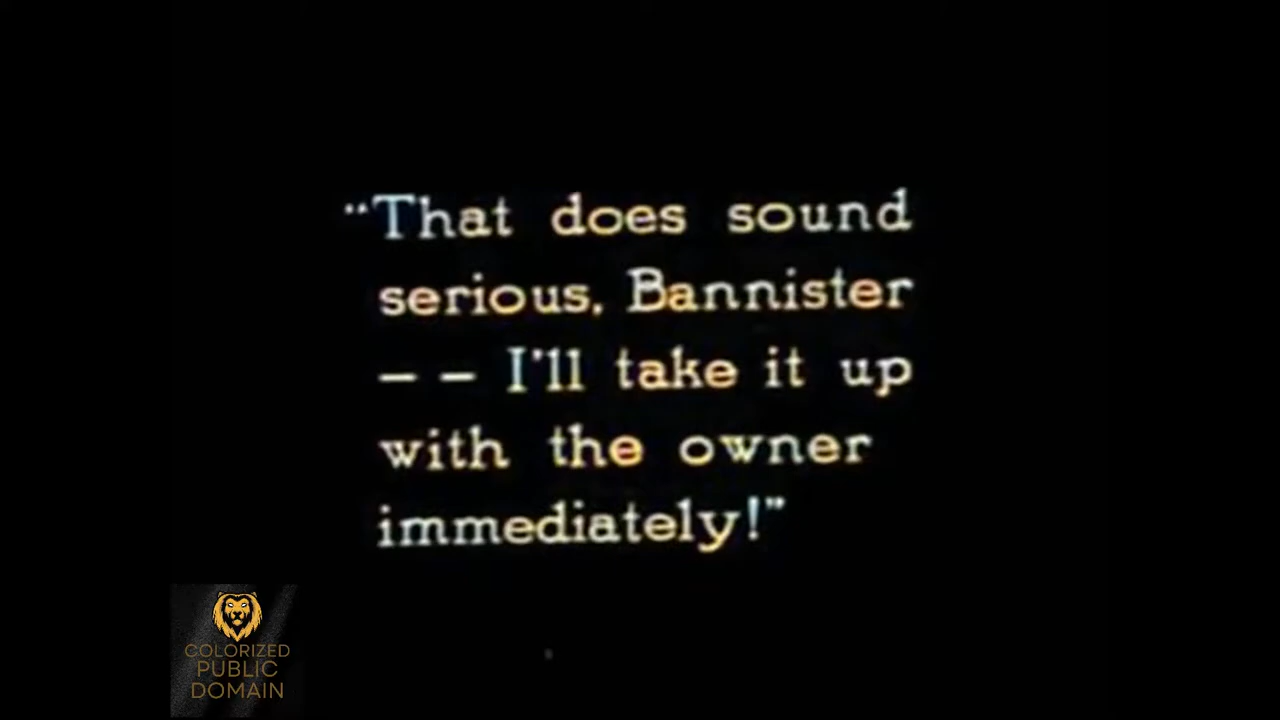 “That does sound
serious, Bannister
— — I'll take it up
with the owner
immediately!”
COLORIZED
PUBLIC
DOMAIN